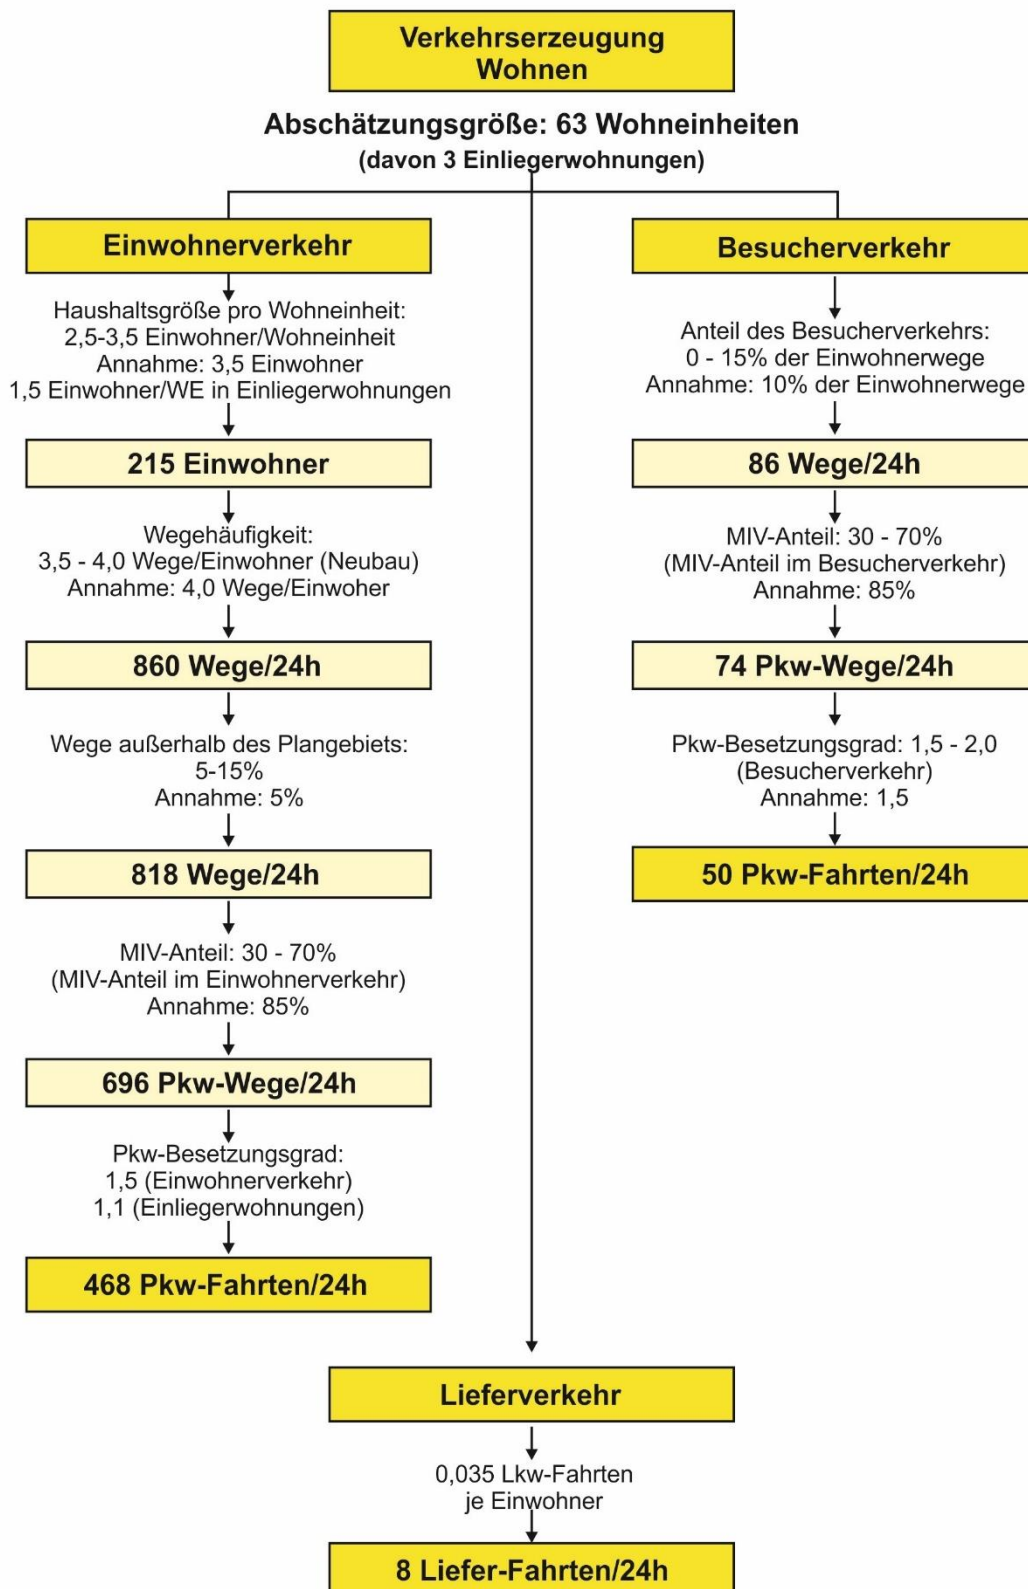 Verkehrserzeugung
Wohnen
Abschätzungsgröße: 63 Wohneinheiten
(davon 3 Einliegerwohnungen)
Einwohnerverkehr
Haushaltsgröße pro Wohneinheit:
2,5-3,5 Einwohner/Wohneinheit
Annahme: 3,5 Einwohner
1,5 Einwohner/WE in Einliegerwohnungen
215 Einwohner
Wegehäufigkeit:
3,5 - 4,0 Wege/Einwohner (Neubau)
Annahme: 4,0 Wege/Einwoher
860 Wege/24h
Wege außerhalb des Plangebiets:
5-15%
Annahme: 5%
818 Wege/24h
MIV-Anteil: 30 - 70%
(MIV-Anteil im Einwohnerverkehr)
Annahme: 85%
696 Pkw-Wege/24h
Pkw-Besetzungsgrad:
1,5 (Einwohnerverkehr)
1,1 (Einliegerwohnungen)
468 Pkw-Fahrten/24h
Besucherverkehr
Anteil des Besucherverkehrs:
0 - 15% der Einwohnerwege
Annahme: 10% der Einwohnerwege
86 Wege/24h
MIV-Anteil: 30 - 70%
(MIV-Anteil im Besucherverkehr)
Annahme: 85%
74 Pkw-Wege/24h
Pkw-Besetzungsgrad: 1,5 - 2,0
(Besucherverkehr)
Annahme: 1,5
50 Pkw-Fahrten/24h
Lieferverkehr
0,035 Lkw-Fahrten
je Einwohner
8 Liefer-Fahrten/24h